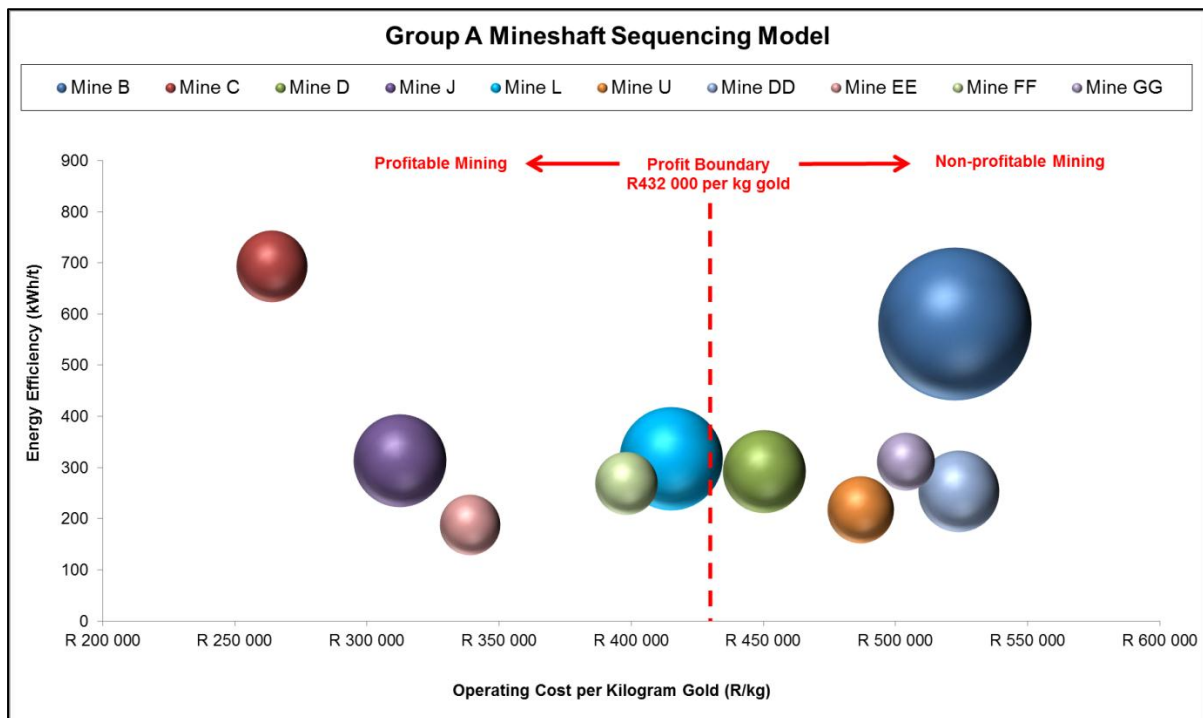 Group A Mineshaft Sequencing Model
Mine B Mine C Mine D Mine J Mine L Mine U Mine DD Mine EE Mine FF Mine GG
Profitable Mining
Profit Boundary
R432 000 per kg gold
Non-profitable Mining
Energy Efficiency (kWh/t)
900
800
700
600
500
400
300
200
100
0
R 200 000 R 250 000 R 300 000 R 350 000 R 400 000 R 450 000 R 500 000 R 550 000 R 600 000
Operating Cost per Kilogram Gold (R/kg)